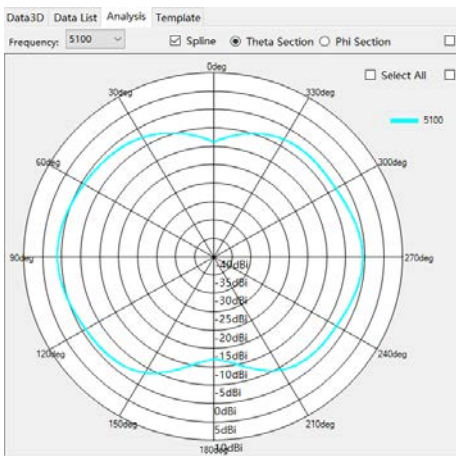 Data3D Data List Analysis Template
Frequency: 5100 Spline Theta Section Phi Section
Select All
5100
0deg
30deg
330deg
60deg
300deg
90deg
270deg
120deg
240deg
150deg
210deg
180deg
-40dBi
-35dBi
-30dBi
-25dBi
-20dBi
-15dBi
-10dBi
-5dBi
0dBi
5dBi
10dBi